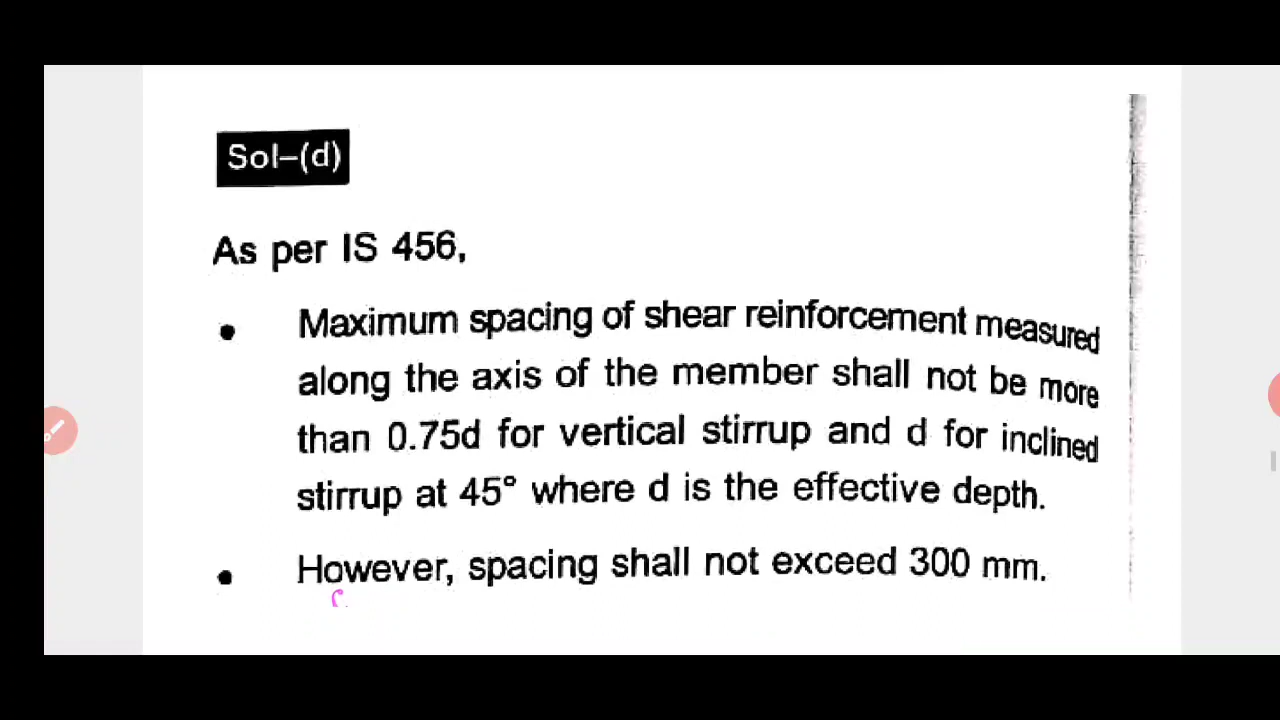 Sol–(d)
As per IS 456,
• Maximum spacing of shear reinforcement measured
along the axis of the member shall not be more
than 0.75d for vertical stirrup and d for inclined
stirrup at 45° where d is the effective depth.
• However, spacing shall not exceed 300 mm.